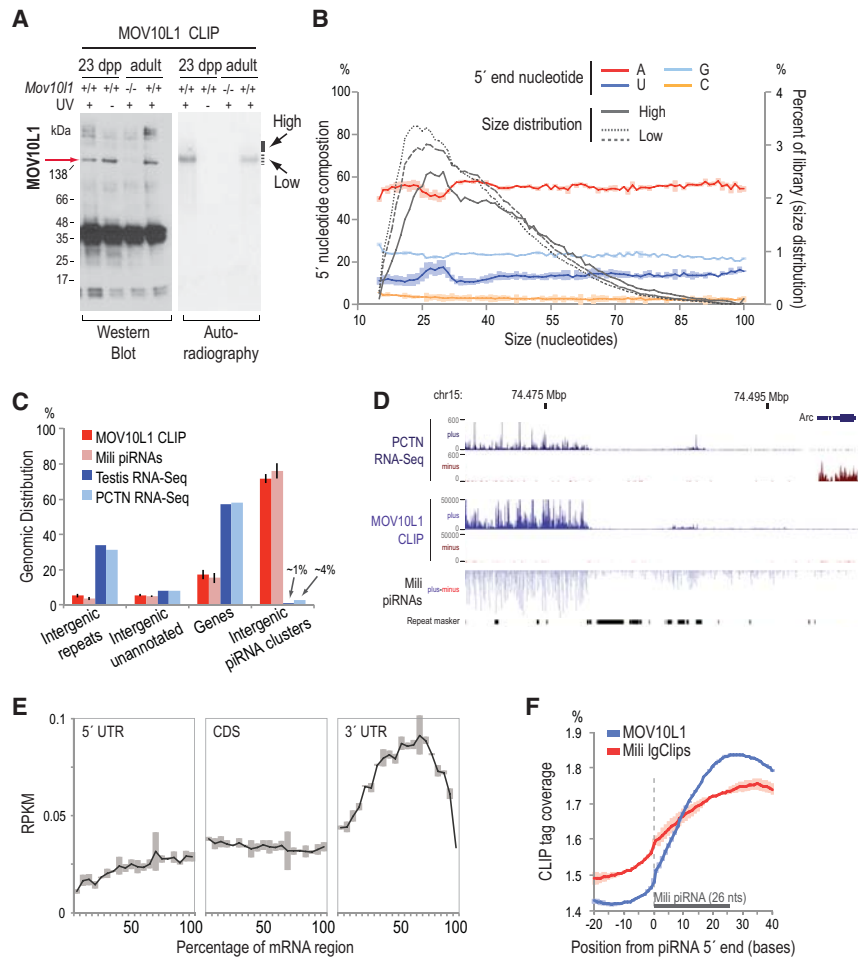 A
MOV10L1 CLIP
23 dpp adult 23 dpp adult
Mov10l1 +/+ +/+ -/- +/+ +/+ +/+ -/- +/+
UV + - + + + - + +
kDa
MOV10L1
138
66
48
35
25
17
High
Low
Western Blot
Auto-radiography
B
5´ end nucleotide
A
G
U
C
Size distribution
High
Low
%
100
80
60
40
20
0
5´ nucleotide compostion
%
4
3
2
1
0
Percent of library (size distribution)
10 25 40 55 70 85 100
Size (nucleotides)
C
%
100
80
60
40
20
0
Genomic Distribution
MOV10L1 CLIP
Mili piRNAs
Testis RNA-Seq
PCTN RNA-Seq
~1%
~4%
Intergenic repeats
Intergenic unannotated
Genes
Intergenic piRNA clusters
D
chr15:
74.475 Mbp
74.495 Mbp
Arc
PCTN RNA-Seq
600
plus
0
600
minus
0
MOV10L1 CLIP
50000
plus
0
50000
minus
0
Mili piRNAs
plus-minus
Repeat masker
E
0.1
0.05
0
RPKM
5´ UTR
CDS
3´ UTR
50 100 50 100 50 100
Percentage of mRNA region
F
%
MOV10L1
Mili IgClips
1.9
1.8
1.7
1.6
1.5
1.4
CLIP tag coverage
Mili piRNA (26 nts)
-20 -10 0 10 20 30 40
Position from piRNA 5´ end (bases)